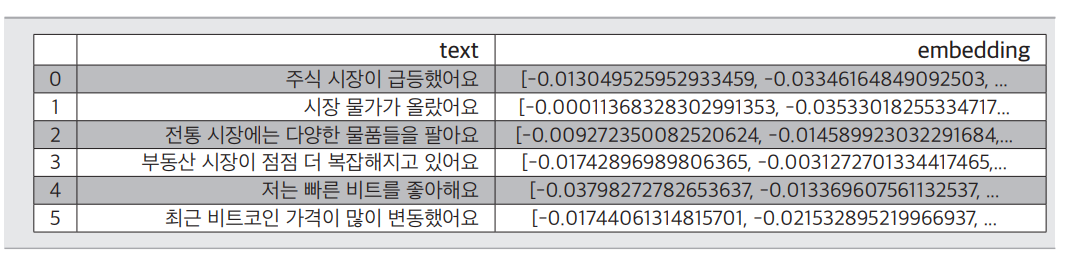 text embedding
0 주식 시장이 급등했어요 [-0.013049525952933459, -0.03346164849092503, ...
1 시장 물가가 올랐어요 [-0.00011368328302991353, -0.03533018255334717...
2 전통 시장에는 다양한 물품들을 팔아요 [-0.009272350082520624, -0.014589923032291684,...
3 부동산 시장이 점점 더 복잡해지고 있어요 [-0.01742896989806365, -0.0031272701334417465,...
4 저는 빠른 비트를 좋아해요 [-0.03798272782653637, -0.013369607561132537, ...
5 최근 비트코인 가격이 많이 변동했어요 [-0.01744061314815701, -0.021532895219966937, ...